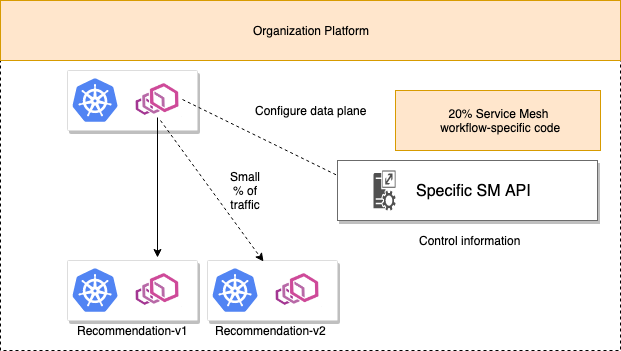 Organization Platform
Configure data plane
20% Service Mesh
workflow-specific code
Small
% of
traffic
Specific SM API
Control information
Recommendation-v1
Recommendation-v2